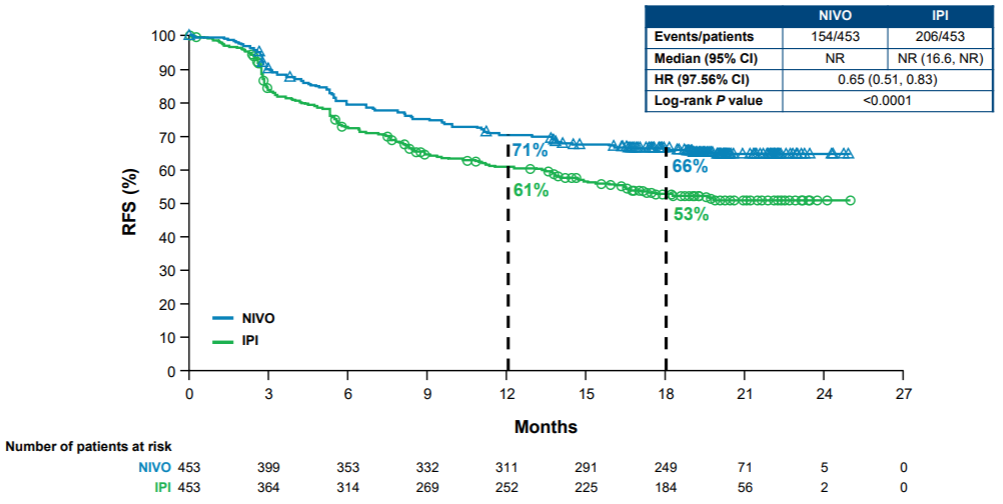 NIVO IPI
Events/patients 154/453 206/453
Median (95% CI) NR NR (16.6, NR)
HR (97.56% CI) 0.65 (0.51, 0.83)
Log-rank P value <0.0001
100
90
80
70
60
50
40
30
20
10
0
RFS (%)
71%
61%
66%
53%
NIVO
IPI
0 3 6 9 12 15 18 21 24 27
Months
Number of patients at risk
NIVO 453 399 353 332 311 291 249 71 5 0
IPI 453 364 314 269 252 225 184 56 2 0